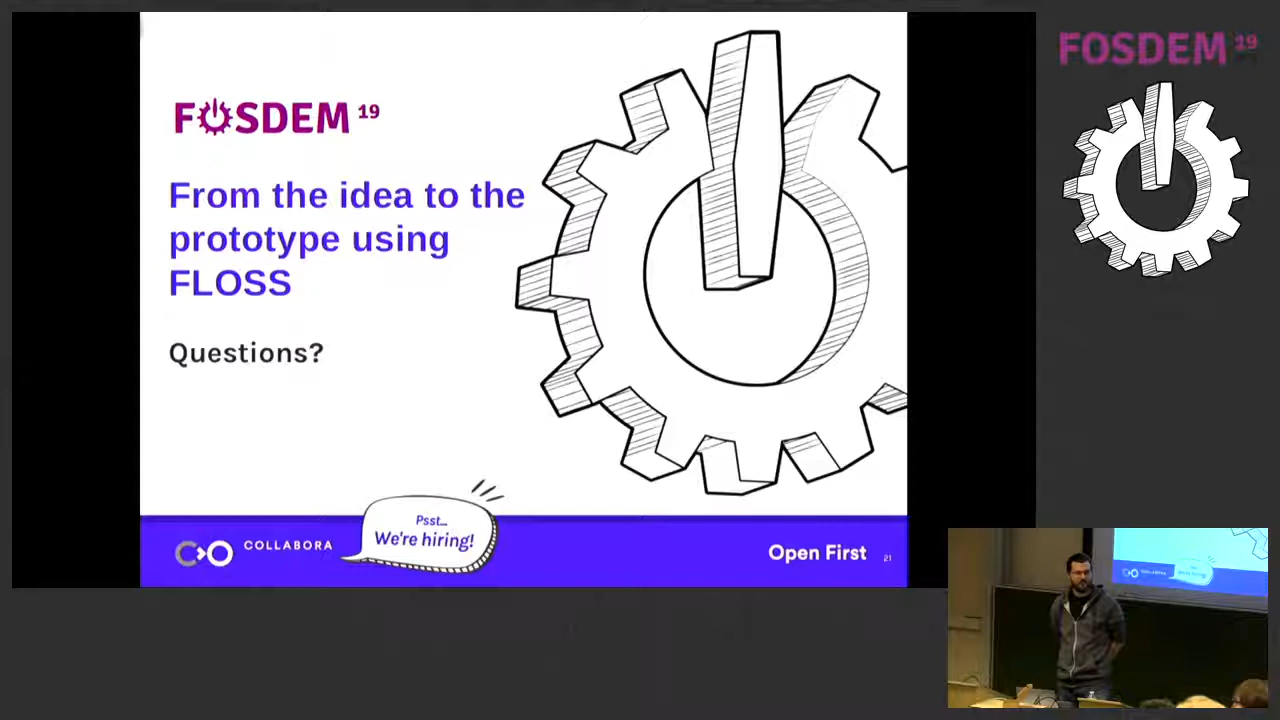 FOSDEM 19
From the idea to the
prototype using
FLOSS
Questions?
Psst...
We're hiring!
COLLABORA
Open First
21
FOSDEM 19
COLLABORA